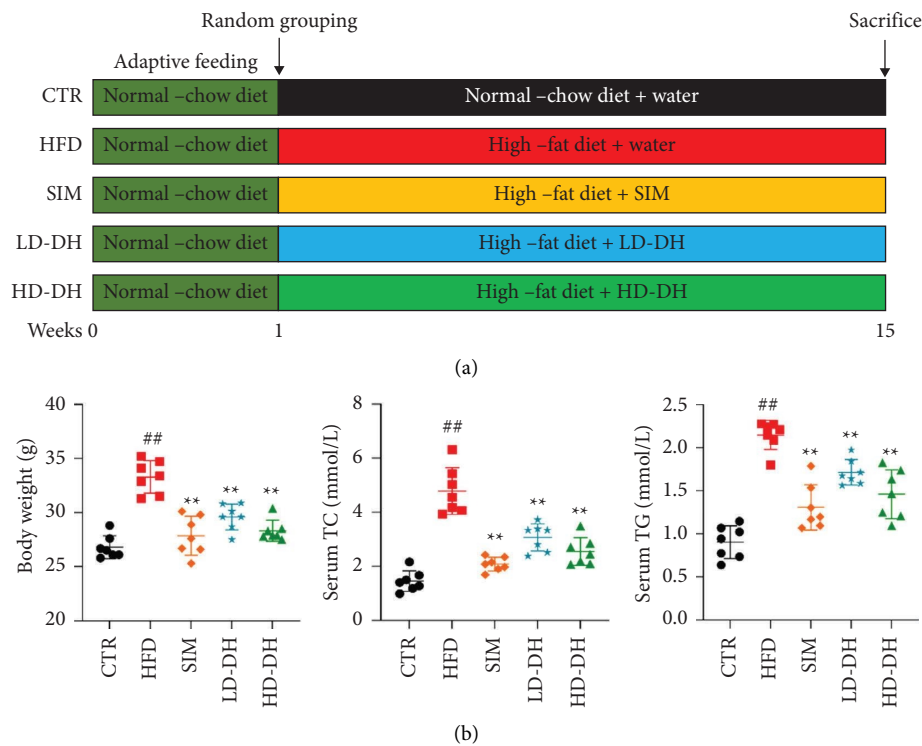 Random grouping
Sacrifice
Adaptive feeding
CTR Normal –chow diet Normal –chow diet + water
HFD Normal –chow diet High –fat diet + water
SIM Normal –chow diet High –fat diet + SIM
LD-DH Normal –chow diet High –fat diet + LD-DH
HD-DH Normal –chow diet High –fat diet + HD-DH
Weeks 0 1 15
(a)
Body weight (g)
40
35
30
25
20
##
**
**
**
CTR
HFD
SIM
LD-DH
HD-DH
Serum TC (mmol/L)
8
6
4
2
0
##
**
**
**
CTR
HFD
SIM
LD-DH
HD-DH
Serum TG (mmol/L)
2.5
2.0
1.5
1.0
0.5
0.0
##
**
**
**
CTR
HFD
SIM
LD-DH
HD-DH
(b)